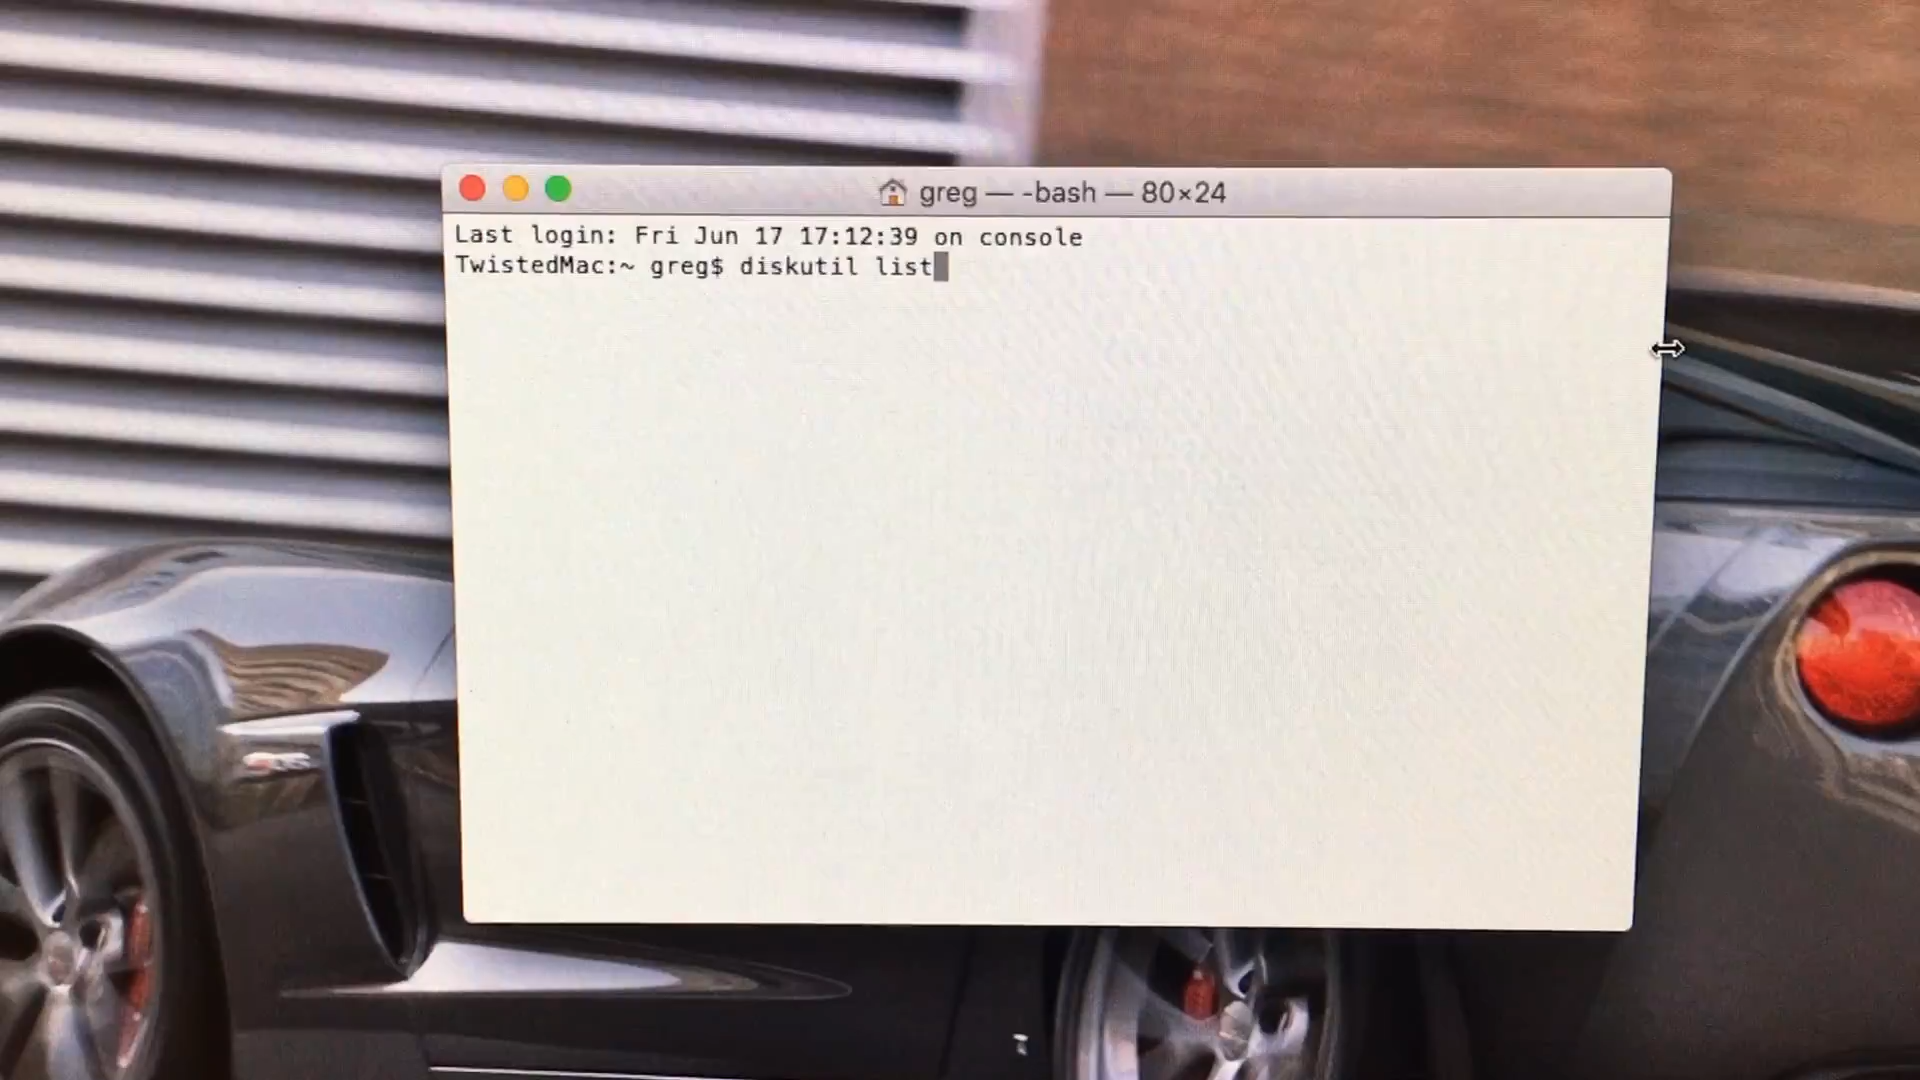 greg — -bash — 80×24
Last login: Fri Jun 17 17:12:39 on console
TwistedMac:~ greg$ diskutil list